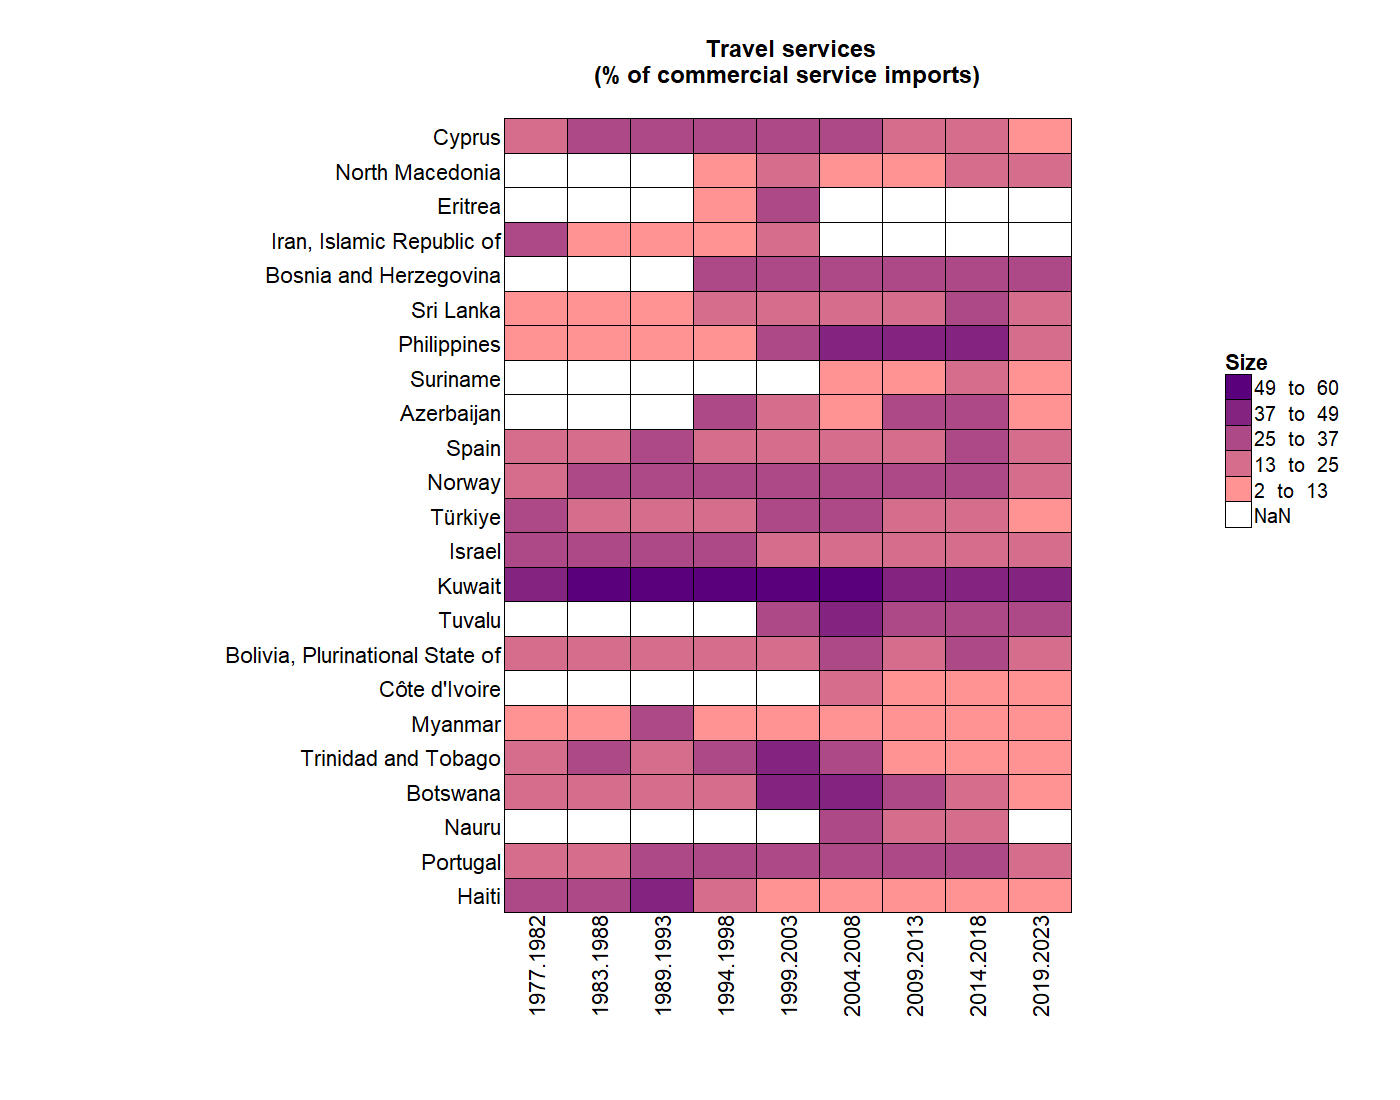 Travel services
(% of commercial service imports)
Cyprus
North Macedonia
Eritrea
Iran, Islamic Republic of
Bosnia and Herzegovina
Sri Lanka
Philippines
Suriname
Azerbaijan
Spain
Norway
Türkiye
Israel
Kuwait
Tuvalu
Bolivia, Plurinational State of
Côte d'Ivoire
Myanmar
Trinidad and Tobago
Botswana
Nauru
Portugal
Haiti
1977.1982
1983.1988
1989.1993
1994.1998
1999.2003
2004.2008
2009.2013
2014.2018
2019.2023
Size
49 to 60
37 to 49
25 to 37
13 to 25
2 to 13
NaN